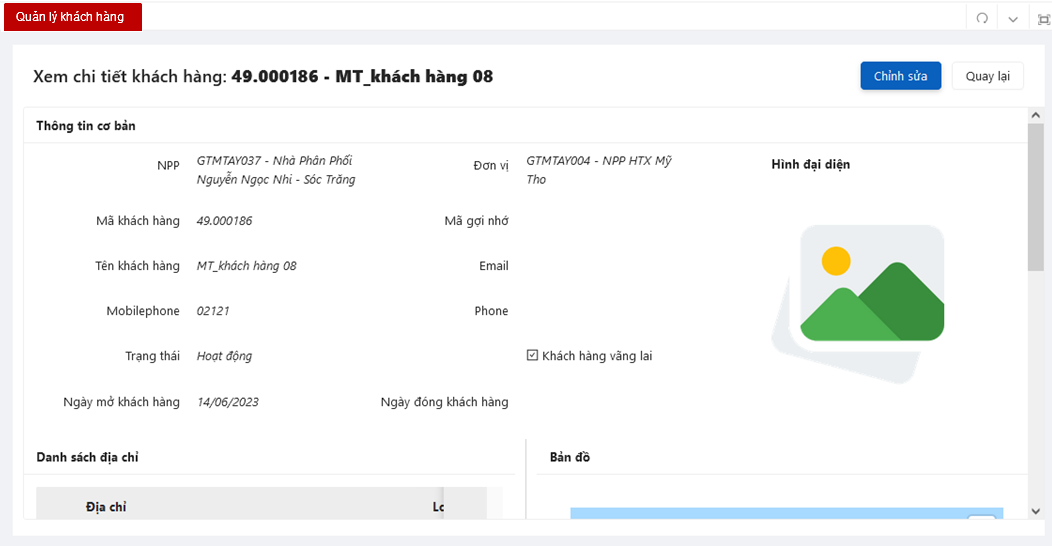 Quản lý khách hàng
Xem chi tiết khách hàng: 49.000186 - MT_khách hàng 08
Chỉnh sửa
Quay lại
Thông tin cơ bản
NPP
GTMTAY037 - Nhà Phân Phối
Nguyễn Ngọc Nhi - Sóc Trăng
Đơn vị
GTMTAY004 - NPP HTX Mỹ
Tho
Hình đại diện
Mã khách hàng
49.000186
Mã gợi nhớ
Tên khách hàng
MT_khách hàng 08
Email
Mobilephone
02121
Phone
Trạng thái
Hoạt động
Khách hàng vãng lai
Ngày mở khách hàng
14/06/2023
Ngày đóng khách hàng
Danh sách địa chỉ
Bản đồ
Địa chỉ